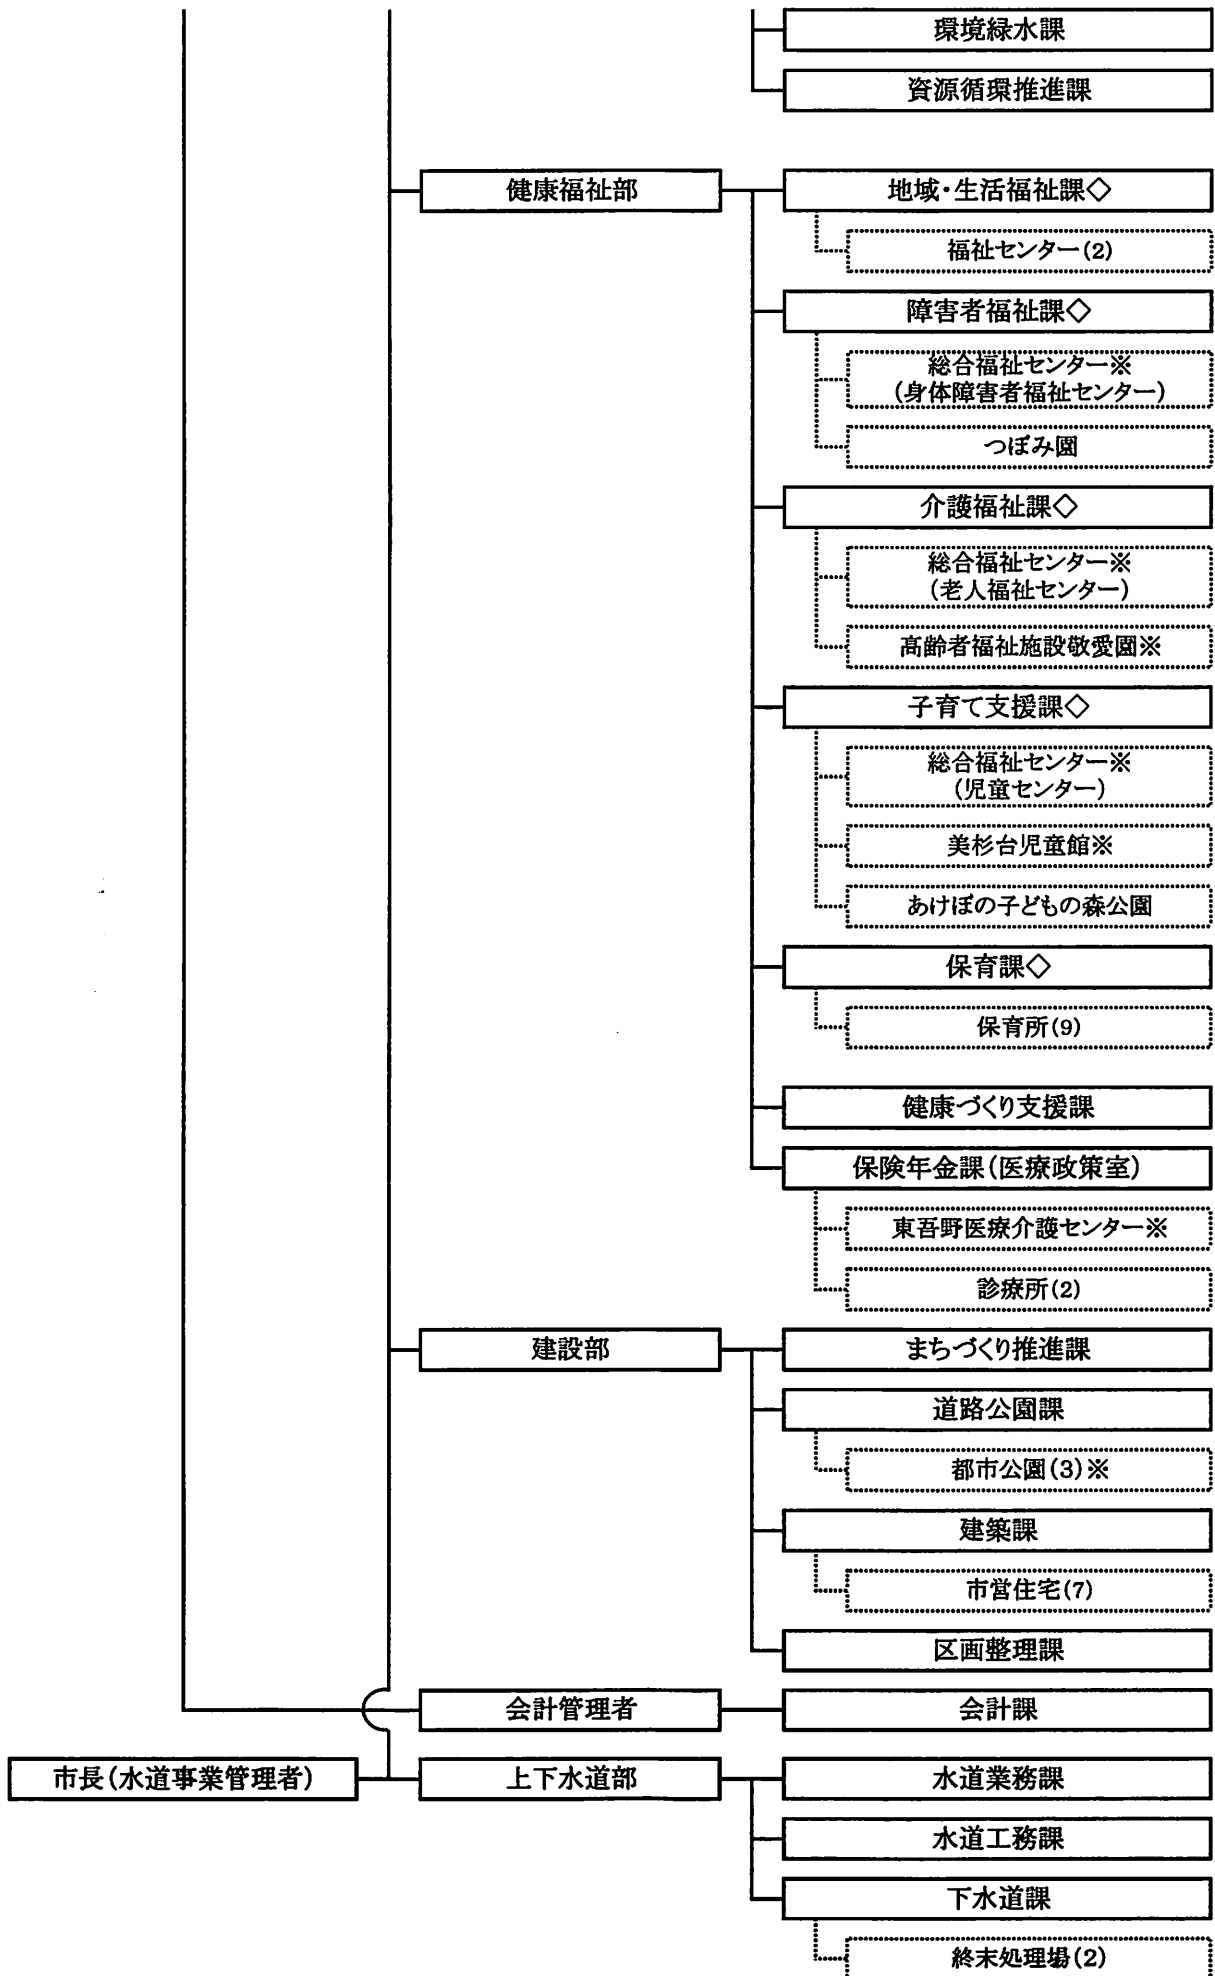 環境緑水課
資源循環推進課
健康福祉部
地域・生活福祉課◇
福祉センター(2)
障害者福祉課◇
総合福祉センター※
(身体障害者福祉センター)
つぼみ園
介護福祉課◇
総合福祉センター※
(老人福祉センター)
高齢者福祉施設敬愛園※
子育て支援課◇
総合福祉センター※
(児童センター)
美杉台児童館※
あけぼの子どもの森公園
保育課◇
保育所(9)
健康づくり支援課
保険年金課(医療政策室)
東吾野医療介護センター※
診療所(2)
建設部
まちづくり推進課
道路公園課
都市公園(3)※
建築課
市営住宅(7)
区画整理課
会計管理者
会計課
市長(水道事業管理者)
上下水道部
水道業務課
水道工務課
下水道課
終末処理場(2)